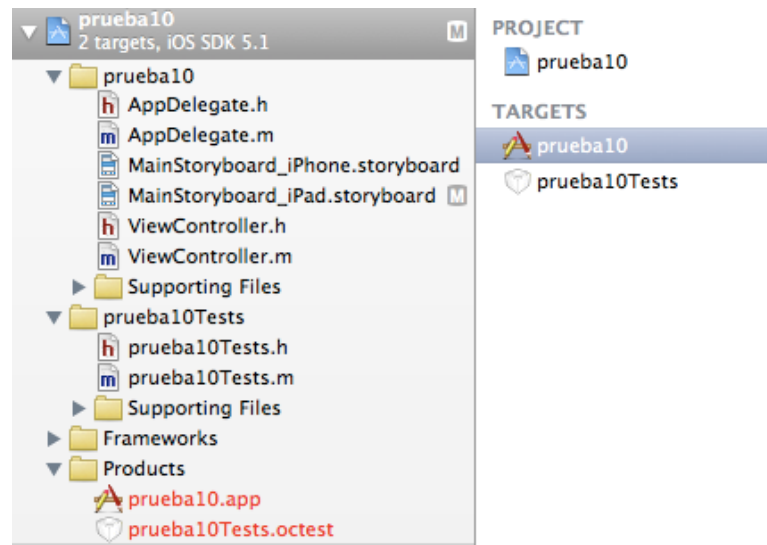 prueba10
2 targets, iOS SDK 5.1
M
prueba10
AppDelegate.h
AppDelegate.m
MainStoryboard_iPhone.storyboard
MainStoryboard_iPad.storyboard M
ViewController.h
ViewController.m
Supporting Files
prueba10Tests
prueba10Tests.h
prueba10Tests.m
Supporting Files
Frameworks
Products
prueba10.app
prueba10Tests.octest
PROJECT
prueba10
TARGETS
prueba10
prueba10Tests